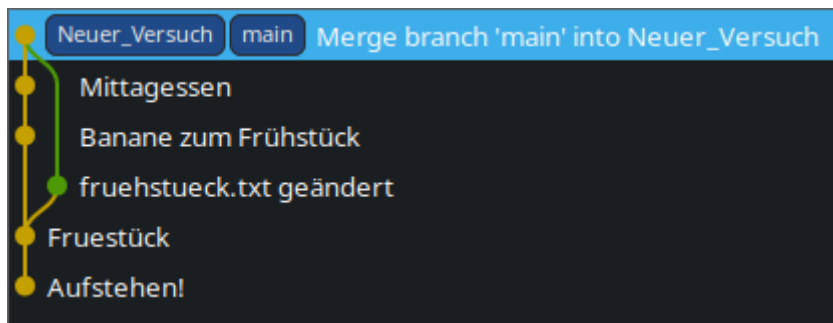 Neuer_Versuch main Merge branch 'main' into Neuer_Versuch
Mittagessen
Banane zum Frühstück
fruehstueck.txt geändert
Fruestück
Aufstehen!